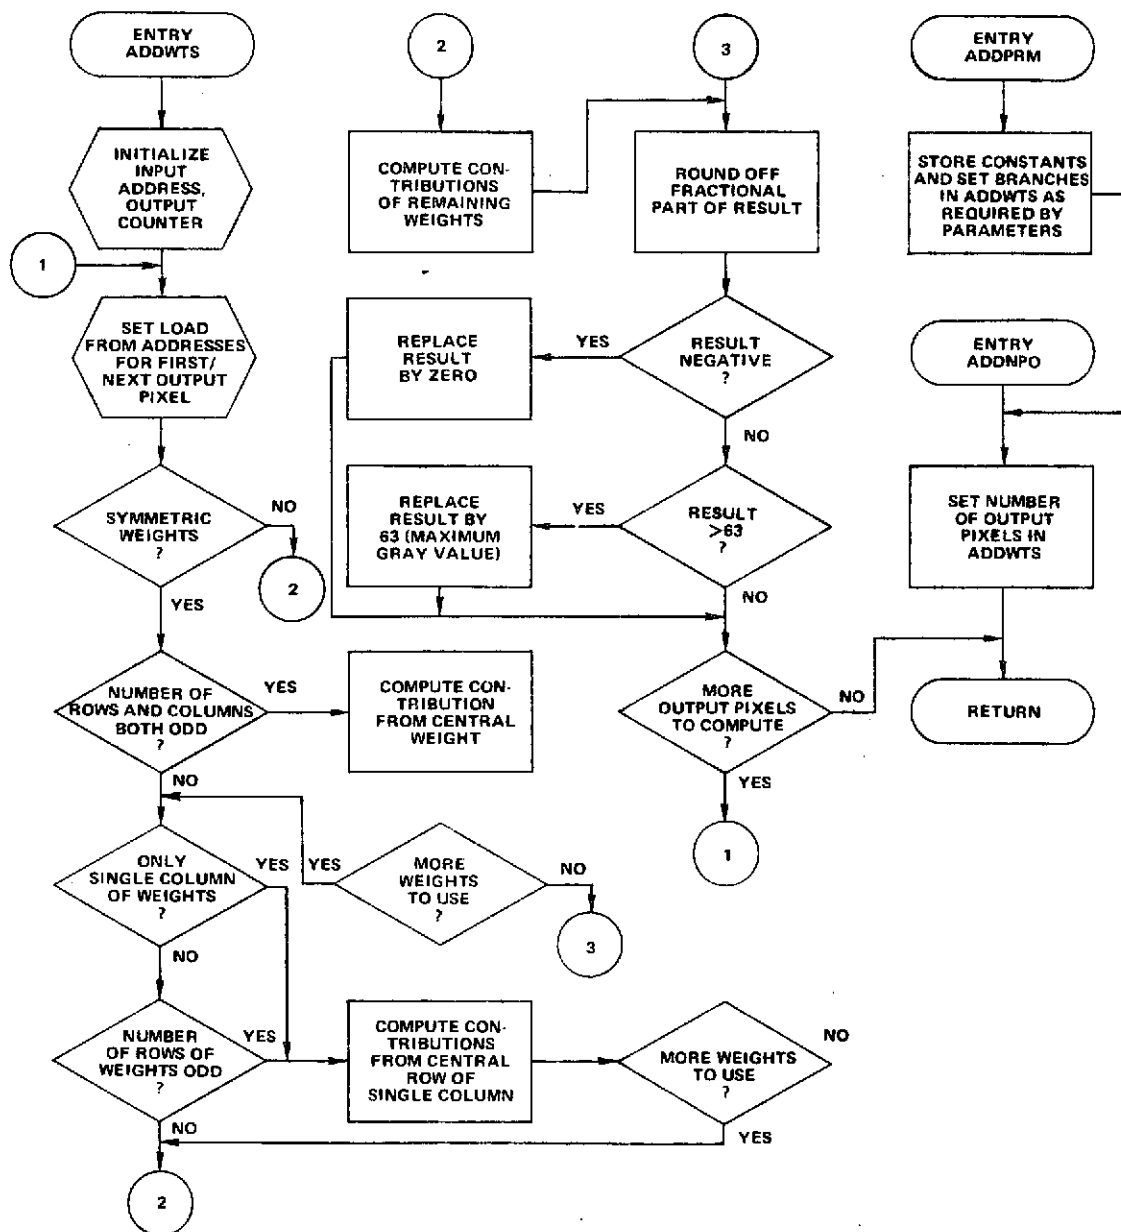 ENTRY
ADDWTS
INITIALIZE
INPUT
ADDRESS,
OUTPUT
COUNTER
1
SET LOAD
FROM ADDRESSES
FOR FIRST/
NEXT OUTPUT
PIXEL
SYMMETRIC
WEIGHTS
?
NO
2
YES
NUMBER OF
ROWS AND COLUMNS
BOTH ODD
?
YES
COMPUTE CON-
TRIBUTION
FROM CENTRAL
WEIGHT
NO
ONLY
SINGLE COLUMN
OF WEIGHTS
?
YES
YES
MORE
WEIGHTS
TO USE
?
NO
3
NO
NUMBER
OF ROWS OF
WEIGHTS ODD
?
YES
COMPUTE CON-
TRIBUTIONS
FROM CENTRAL
ROW OF
SINGLE COLUMN
MORE WEIGHTS
TO USE
?
NO
YES
NO
2
2
COMPUTE CON-
TRIBUTIONS
OF REMAINING
WEIGHTS
3
ROUND OFF
FRACTIONAL
PART OF RESULT
RESULT
NEGATIVE
?
YES
REPLACE
RESULT
BY ZERO
NO
RESULT
>63
?
YES
REPLACE
RESULT BY
63 (MAXIMUM
GRAY VALUE)
NO
MORE
OUTPUT PIXELS
TO COMPUTE
?
NO
YES
1
ENTRY
ADDPRM
STORE CONSTANTS
AND SET BRANCHES
IN ADDWTS AS
REQUIRED BY
PARAMETERS
ENTRY
ADDNPO
SET NUMBER
OF OUTPUT
PIXELS IN
ADDWTS
RETURN